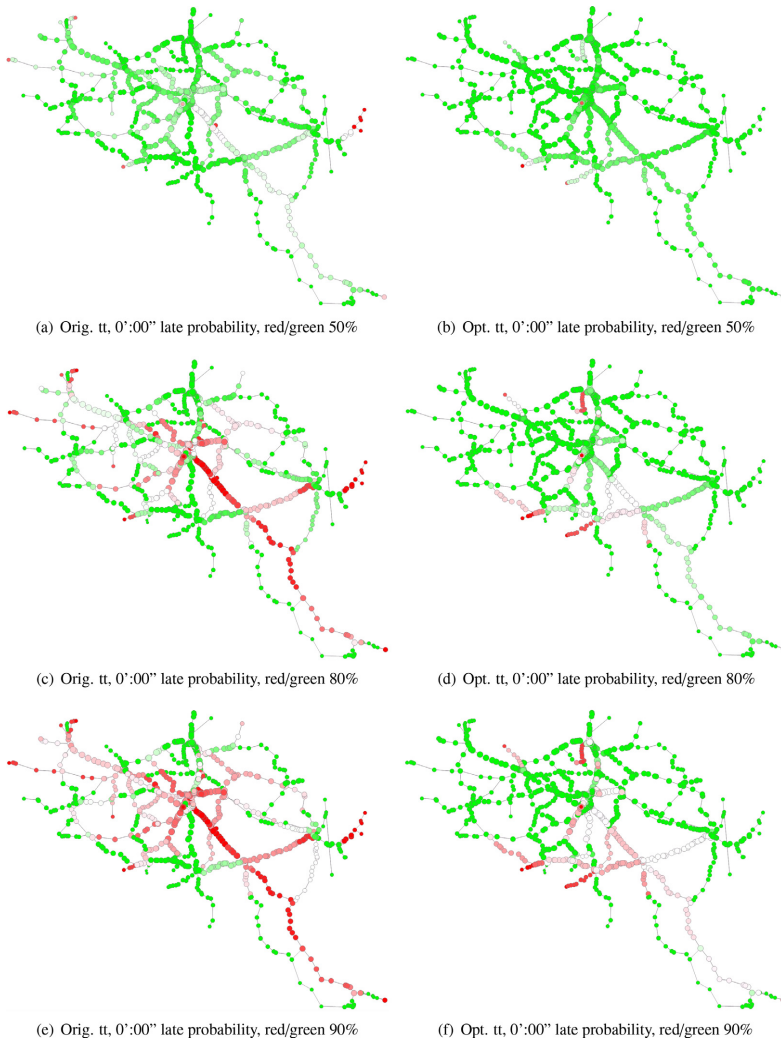 (a) Orig. tt, 0':00” late probability, red/green 50%
(b) Opt. tt, 0':00” late probability, red/green 50%
(c) Orig. tt, 0':00” late probability, red/green 80%
(d) Opt. tt, 0':00” late probability, red/green 80%
(e) Orig. tt, 0':00” late probability, red/green 90%
(f) Opt. tt, 0':00” late probability, red/green 90%